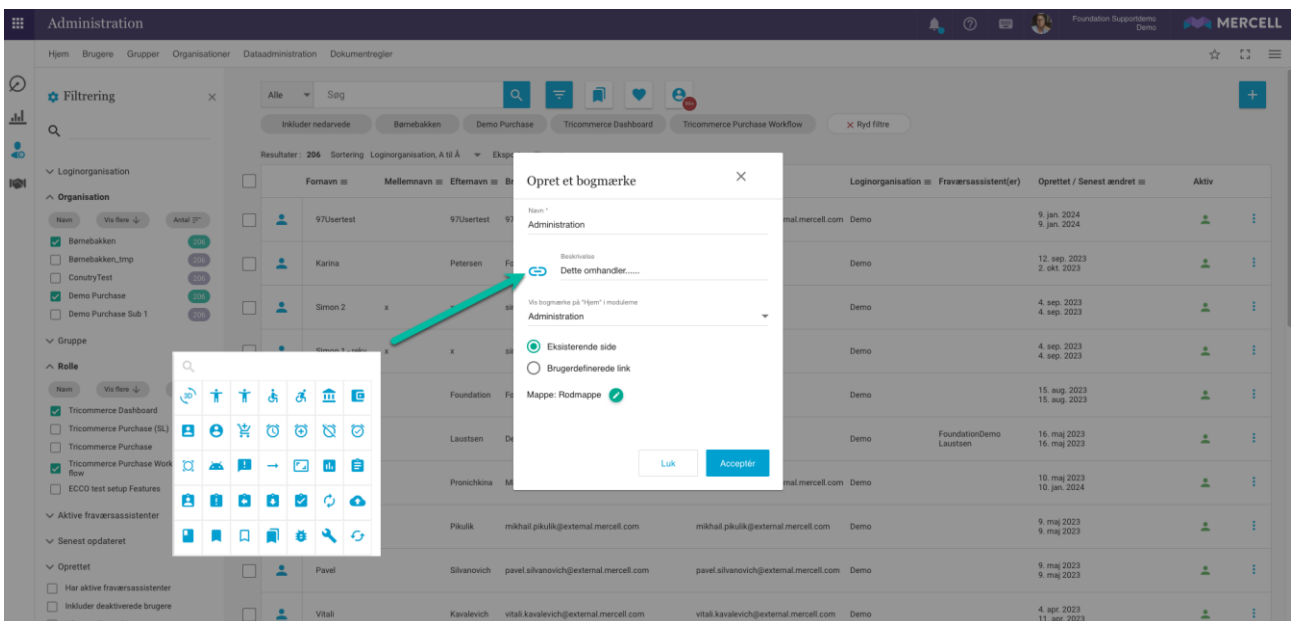 Administration
Foundation Supportdemo
Demo
MERCELL
Hjem Brugere Grupper Organisationer Dataadministration Dokumentregler
Filtrering
Loginorganisation
Organisation
Navn Vis flere Antal
Børnebakken 206
Børnebakken_tmp 206
ConutryTest 206
Demo Purchase 206
Demo Purchase Sub 1 206
Gruppe
Rolle
Navn Vis flere
Tricommerce Dashboard
Tricommerce Purchase (SL)
Tricommerce Purchase
Tricommerce Purchase Work
flow
ECCO test setup Features
Aktive fraværsassistenter
Senest opdateret
Oprettet
Har aktive fraværsassistenter
Inkluder deaktiverede brugere
Alle Søg
Inkluder nedarvede Børnebakken Demo Purchase Tricommerce Dashboard Tricommerce Purchase Workflow Ryd filtre
Resultater : 206 Sortering Loginorganisation, A til Å
Fornavn Mellemnavn Efternavn Loginorganisation Fraværsassistent(er) Oprettet / Senest ændret Aktiv
97Usertest 97Usertest Demo 9. jan. 2024
9. jan. 2024
Karina Petersen Demo 12. sep. 2023
2. okt. 2023
Simon 2 x Demo 4. sep. 2023
4. sep. 2023
x x Demo 4. sep. 2023
4. sep. 2023
Foundation Demo 15. aug. 2023
15. aug. 2023
Laustsen Demo FoundationDemo
Laustsen 16. maj 2023
16. maj 2023
Pronichkina Demo 10. maj 2023
10. jan. 2024
Pikulik mikhail.pikulik@external.mercell.com mikhail.pikulik@external.mercell.com Demo 9. maj 2023
9. maj 2023
Pavel Silvanovich pavel.silvanovich@external.mercell.com pavel.silvanovich@external.mercell.com Demo 9. maj 2023
9. maj 2023
Vitali Kavalevich vitali.kavalevich@external.mercell.com vitali.kavalevich@external.mercell.com Demo 4. apr. 2023
11. apr. 2023
Opret et bogmærke
Navn *
Administration
Beskrivelse
Dette omhandler......
Vis bogmærke på "Hjem" i modulerne
Administration
Eksisterende side
Brugerdefinerede link
Mappe: Rodmappe
Luk Acceptér
3D